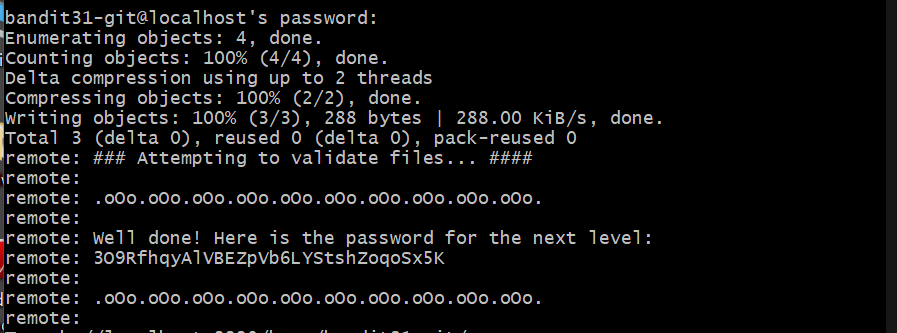 bandit31-git@localhost's password:
Enumerating objects: 4, done.
Counting objects: 100% (4/4), done.
Delta compression using up to 2 threads
Compressing objects: 100% (2/2), done.
Writing objects: 100% (3/3), 288 bytes | 288.00 KiB/s, done.
Total 3 (delta 0), reused 0 (delta 0), pack-reused 0
remote: ### Attempting to validate files... ####
remote:
remote: .oOo.oOo.oOo.oOo.oOo.oOo.oOo.oOo.oOo.oOo.
remote:
remote: Well done! Here is the password for the next level:
remote: 3O9RfhqyAlVBEZpVb6LYStshZoqoSx5K
remote:
remote: .oOo.oOo.oOo.oOo.oOo.oOo.oOo.oOo.oOo.oOo.
remote: